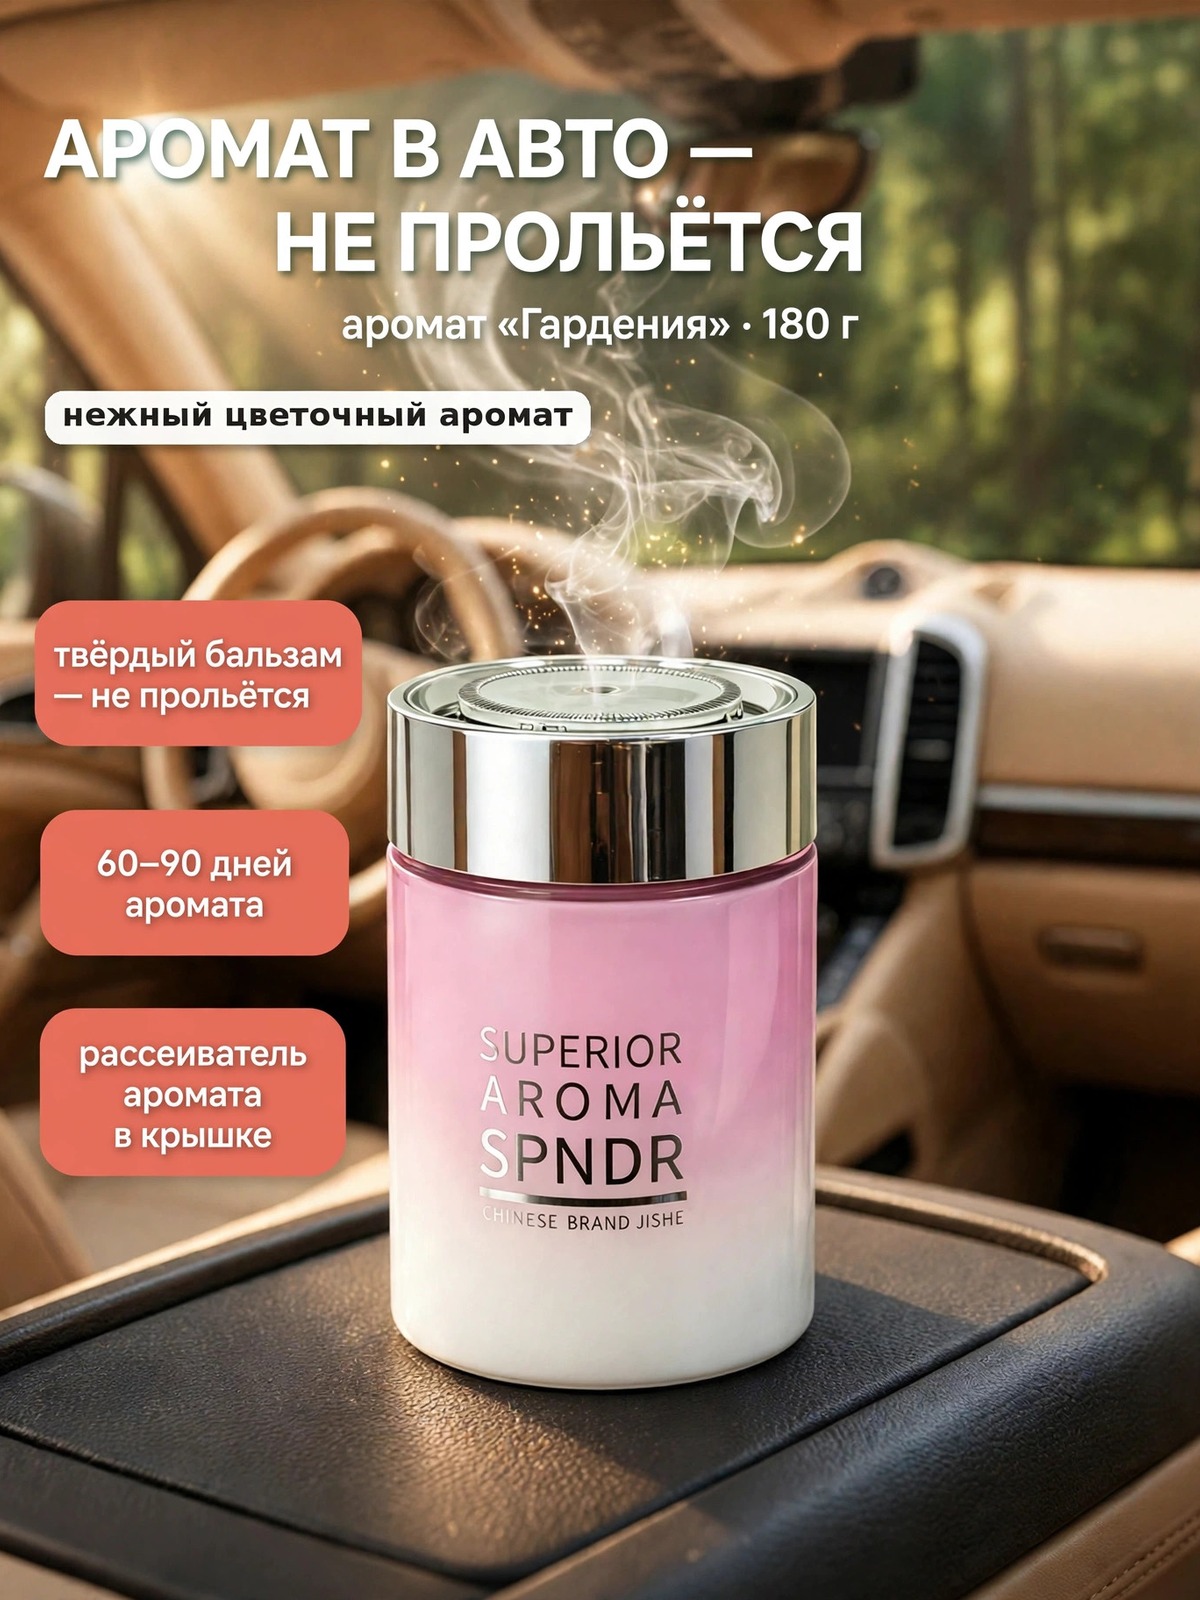 АРОМАТ В АВТО —
НЕ ПРОЛЬЁТСЯ
аромат «Гардения» · 180 г
нежный цветочный аромат
твёрдый бальзам
— не прольётся
60–90 дней
аромата
рассеиватель
аромата
в крышке
SUPERIOR
AROMA
SPNDR
CHINESE BRAND JISHE